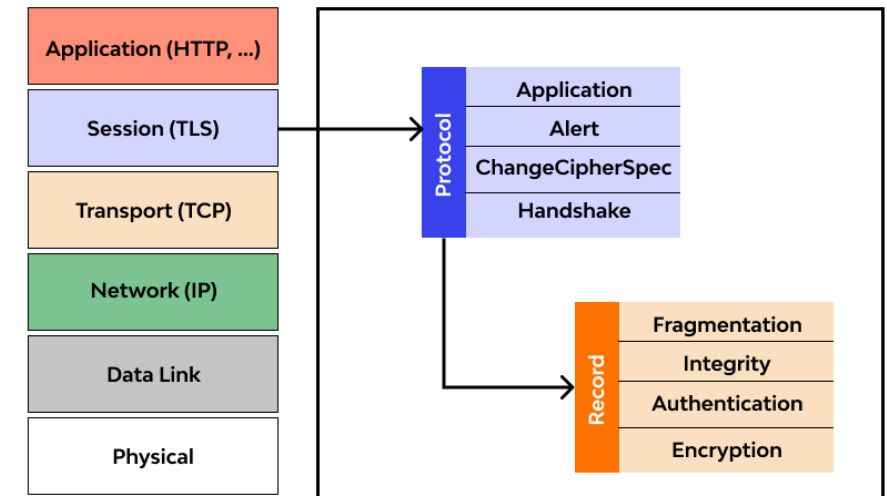 Application (HTTP, ...)
Session (TLS)
Transport (TCP)
Network (IP)
Data Link
Physical
Protocol
Application
Alert
ChangeCipherSpec
Handshake
Record
Fragmentation
Integrity
Authentication
Encryption